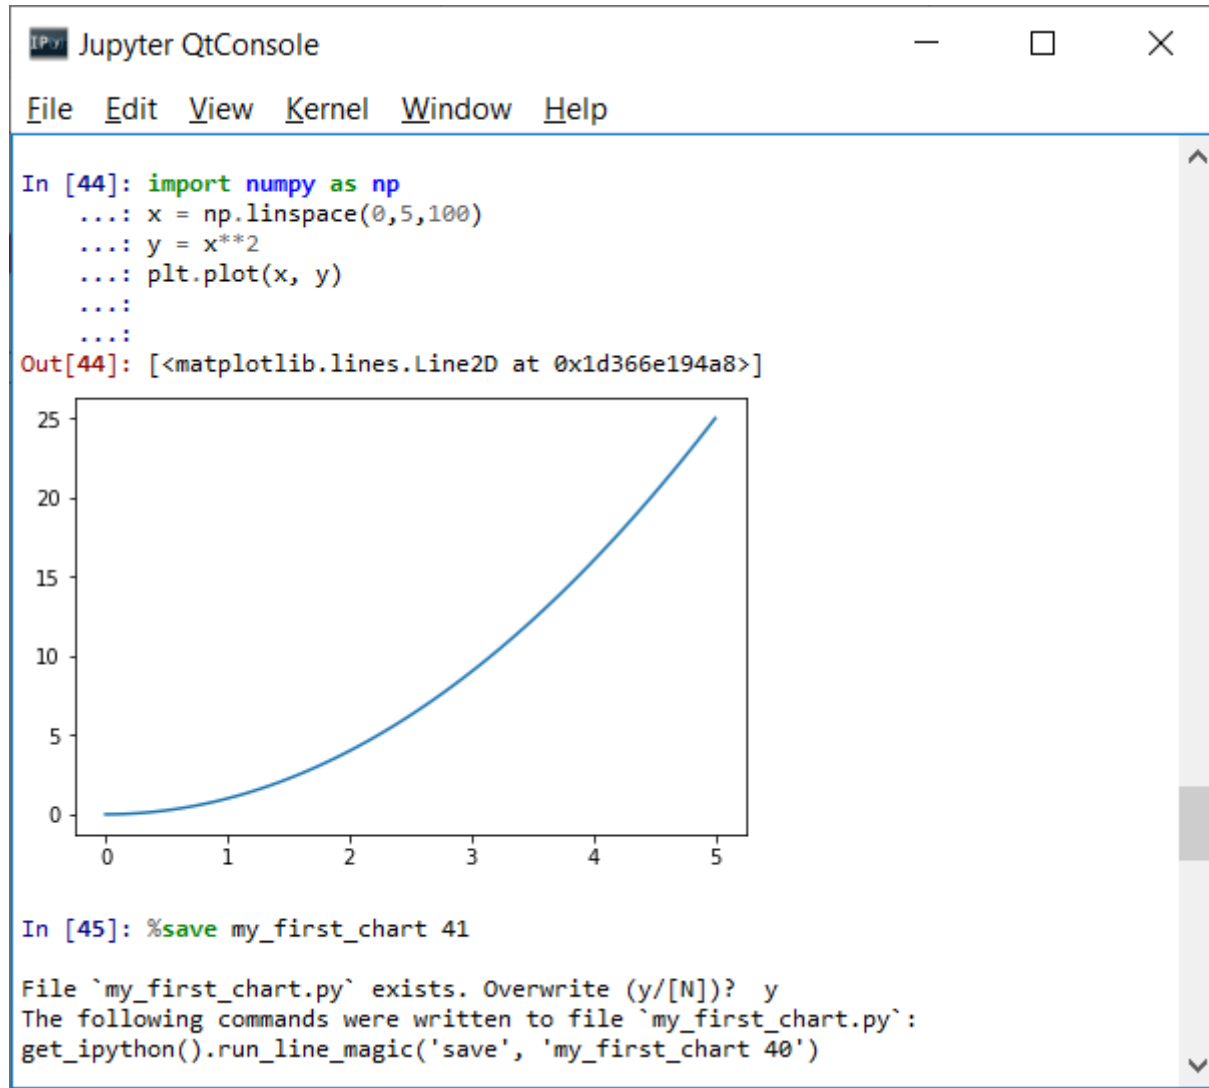 IP[y] Jupyter QtConsole
File Edit View Kernel Window Help
In [44]: import numpy as np
...: x = np.linspace(0,5,100)
...: y = x**2
...: plt.plot(x, y)
...:
...:
Out[44]: [<matplotlib.lines.Line2D at 0x1d366e194a8>]
25
20
15
10
5
0
0 1 2 3 4 5
In [45]: %save my_first_chart 41
File `my_first_chart.py` exists. Overwrite (y/[N])?  y
The following commands were written to file `my_first_chart.py`:
get_ipython().run_line_magic('save', 'my_first_chart 40')